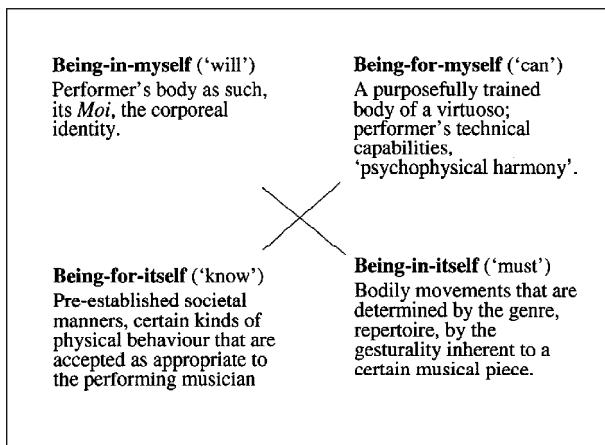 Being-in-myself ('will')
Performer's body as such,
its Moi, the corporeal
identity.
Being-for-myself ('can')
A purposefully trained
body of a virtuoso;
performer's technical
capabilities,
'psychophysical harmony'.
Being-for-itself ('know')
Pre-established societal
manners, certain kinds of
physical behaviour that are
accepted as appropriate to
the performing musician
Being-in-itself ('must')
Bodily movements that are
determined by the genre,
repertoire, by the
gesturality inherent to a
certain musical piece.